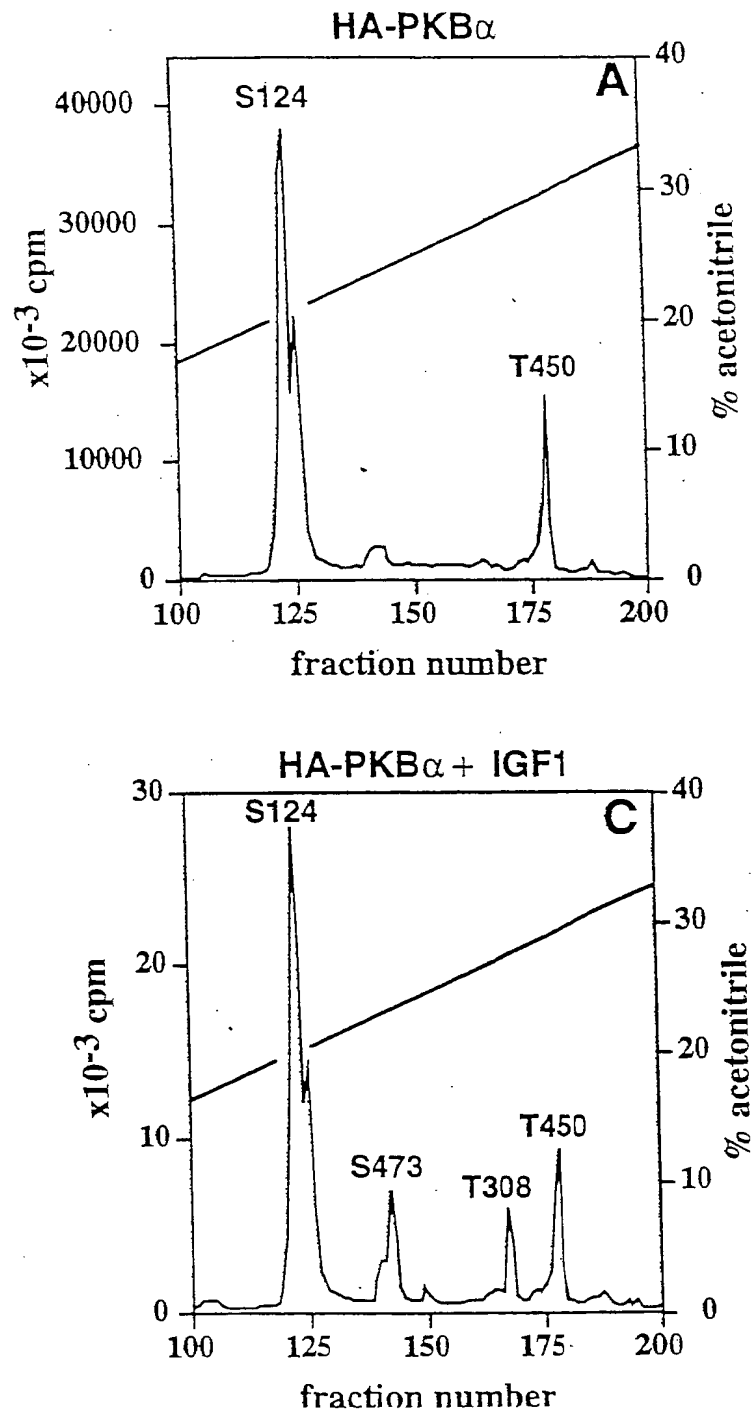 HA-PKBα
A
S124
T450
40000
30000
20000
10000
0
x10-3 cpm
40
30
20
10
0
% acetonitrile
100 125 150 175 200
fraction number
HA-PKBα + IGF1
C
S124
S473
T308
T450
30
20
10
0
x10-3 cpm
40
30
20
10
0
% acetonitrile
100 125 150 175 200
fraction number